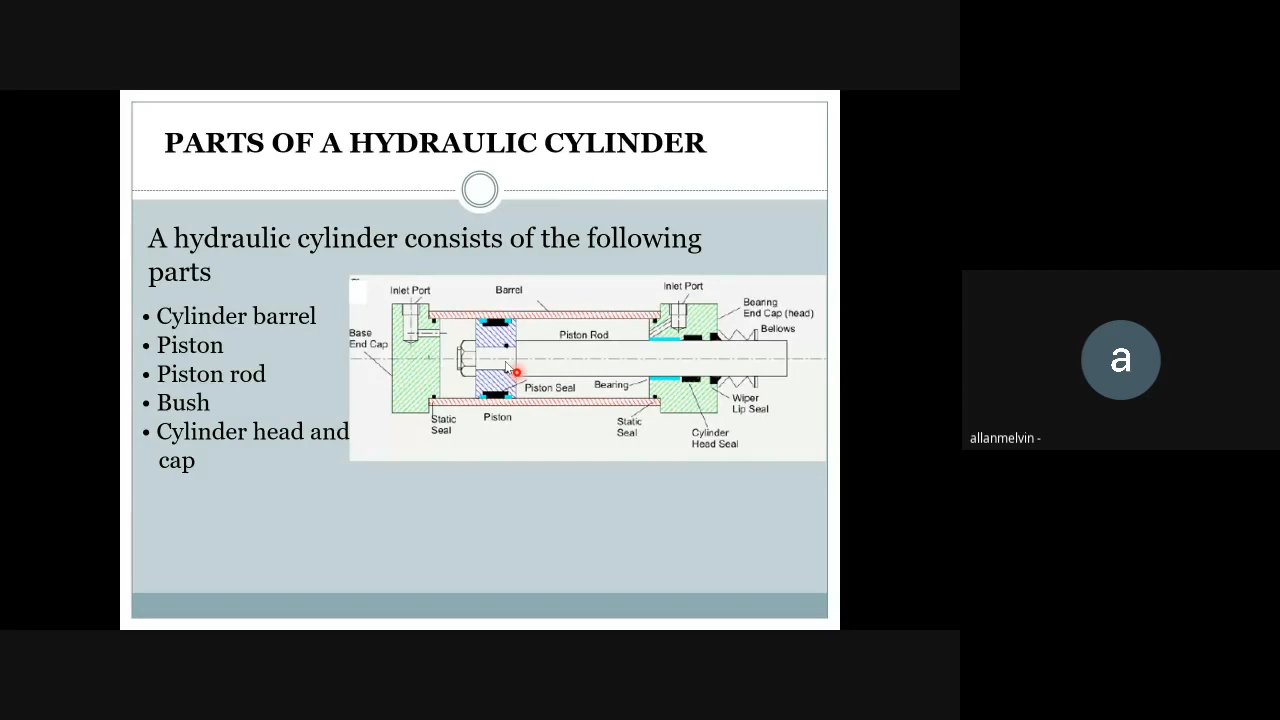 PARTS OF A HYDRAULIC CYLINDER
A hydraulic cylinder consists of the following
parts
• Cylinder barrel
• Piston
• Piston rod
• Bush
• Cylinder head and
cap
Inlet Port
Barrel
Inlet Port
Bearing
End Cap (head)
Bellows
Base
End Cap
Piston Rod
Piston Seal
Bearing
Wiper
Lip Seal
Static
Seal
Piston
Static
Seal
Cylinder
Head Seal
a
allanmelvin -